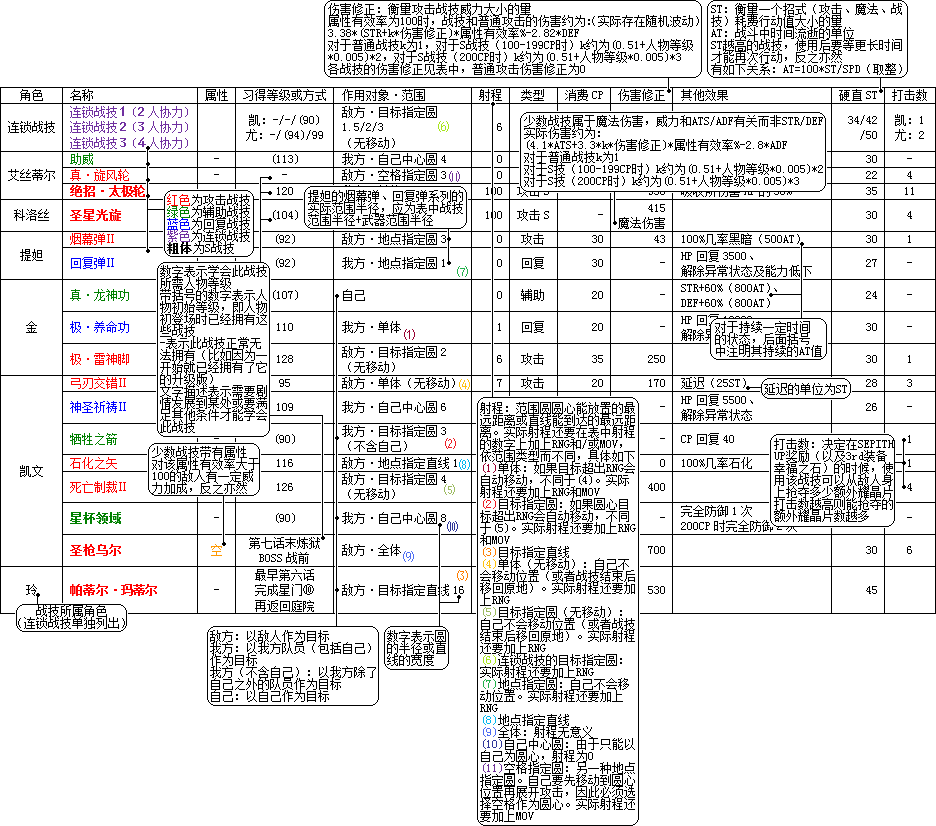 伤害修正：衡量攻击战技威力大小的量
属性有效率为100时，战技和普通攻击的伤害约为：(实际存在随机波动)
3.38*(STR+k*伤害修正)*属性有效率%-2.82*DEF
对于普通战技k为1，对于S战技（100-199CP时）k约为(0.51+人物等级
*0.005)*2，对于S战技（200CP时）k约为(0.51+人物等级*0.005)*3
各战技的伤害修正见表中，普通攻击伤害修正为0
ST：衡量一个招式（攻击、魔法、战
技）耗费行动值大小的量
AT：战斗中时间流逝的单位
ST越高的战技，使用后要等更长时间
才能再次行动，反之亦然
有如下关系：AT=100*ST/SPD（取整）
角色 名称 属性 习得等级或方式 作用对象·范围 射程 类型 消费 CP 伤害修正 其他效果 硬直 ST 打击数
连锁战技
连锁战技 1（2 人协力）
连锁战技 2（3 人协力）
连锁战技 3（4人协力）
-
凯：-/-/(90)
尤：-/(94)/99
敌方·目标指定圆
1.5/2/3
(6)
6
34/42
/50
凯：1
尤：2
少数战技属于魔法伤害，威力和ATS/ADF有关而非STR/DEF
实际伤害约为：
(4.1*ATS+3.3*k*伤害修正)*属性有效率%-2.8*ADF
对于普通战技k为1
对于S技（100-199CP时）k约为(0.51+人物等级*0.005)*2
对于S技（200CP时）k约为(0.51+人物等级*0.005)*3
艾丝蒂尔
助威 - (113) 我方·自己中心圆 4 0 30 -
真·旋风轮 - - 敌方·空格指定圆 3 (11) 0 22 4
绝招·太极轮 120 100 35 11
科洛丝
圣星光旋 (104) 100 攻击 S - 415
魔法伤害
30 4
红色为攻击战技
绿色为辅助战技
蓝色为回复战技
紫色为连锁战技
粗体为S战技
提妲的烟幕弹、回复弹系列的
实际范围半径，应为表中战技
范围半径+武器范围半径
提妲
烟幕弹II (92) 敌方·地点指定圆 3 0 攻击 30 43 100%几率黑暗（500AT） 30 1
回复弹II (92) 我方·地点指定圆 1 (7) 0 回复 30 - HP 回复 3500、
解除异常状态及能力低下
27 -
数字表示学会此战技
所需人物等级
带括号的数字表示人
物初始等级，即人物
初登场时已经拥有这
些战技
-表示此战技正常无
法拥有（比如因为一
开始就已经拥有了它
的升级版）
文字描述表示需要剧
情发展到某处或要满
足其他条件才能学会
此战技
金
真·龙神功 (107) 自己 0 辅助 20 - STR+60%（800AT）、
DEF+60%（800AT）
24 -
极·养命功 110 我方·单体 (1) 1 回复 20 - HP 回复
解除异常
30 -
对于持续一定时间
的状态，后面括号
中注明其持续的AT值
极·雷神脚 128 敌方·目标指定圆 2
（无移动）
6 攻击 35 250 30 1
凯文
弓刃交错II 95 敌方·单体（无移动） (4) 7 攻击 20 170 延迟（25ST） 28 3
延迟的单位为ST
神圣祈祷II 109 我方·自己中心圆 6 - HP 回复 5500、
解除异常状态
26 -
牺牲之箭 (90) 我方·目标指定圆 3
（不含自己）
(2)
- CP 回复 40 1
石化之矢 116 敌方·地点指定直线 1 (8) 0 100%几率石化 1
死亡制裁II 126 敌方·目标指定圆 4
（无移动）
(5)
400 4
星杯领域 - (90) 我方·自己中心圆 8 (10) - 完全防御 1 次
200CP 时完全防御 2 次
圣枪乌尔 空 第七话末炼狱
BOSS 战前
敌方·全体 (9) 700 30 6
少数战技带有属性
对该属性有效率大于
100的敌人有一定威
力加成，反之亦然
打击数：决定在SEPITH
UP奖励（以及3rd装备
幸福之石）的时候，使
用该战技可以从敌人身
上抢夺多少额外耀晶片
打击数越高则能抢夺的
额外耀晶片数越多
玲
帕蒂尔·玛蒂尔 - 最早第六话
完成星门⑩
再返回庭院
敌方·目标指定直线 16 (3) 530 45
战技所属角色
（连锁战技单独列出）
敌方：以敌人作为目标
我方：以我方队员（包括自己）
作为目标
我方（不含自己）：以我方除了
自己之外的队员作为目标
自己：以自己作为目标
数字表示圆
的半径或直
线的宽度
射程：范围圆圆心能放置的最
远距离或直线能到达的最远距
离。实际射程还要在表中射程
的数字上加上RNG和/或MOV，
依范围类型而不同，具体如下
(1)单体：如果目标超出RNG会
自动移动，不同于(4)。实际
射程还要加上RNG和MOV
(2)目标指定圆：如果圆心目
标超出RNG会自动移动，不同
于(5)。实际射程还要加上RNG
和MOV
(3)目标指定直线
(4)单体（无移动）：自己不
会移动位置（或者战技结束后
移回原地）。实际射程还要加
上RNG
(5)目标指定圆（无移动）：
自己不会移动位置（或者战技
结束后移回原地）。实际射程
还要加上RNG
(6)连锁战技的目标指定圆：
实际射程还要加上RNG
(7)地点指定圆：自己不会移
动位置。实际射程还要加上
RNG
(8)地点指定直线
(9)全体：射程无意义
(10)自己中心圆：由于只能以
自己为圆心，射程为0
(11)空格指定圆：另一种地点
指定圆。自己要先移动到圆心
位置再展开攻击，因此必须选
择空格作为圆心。实际射程还
要加上MOV